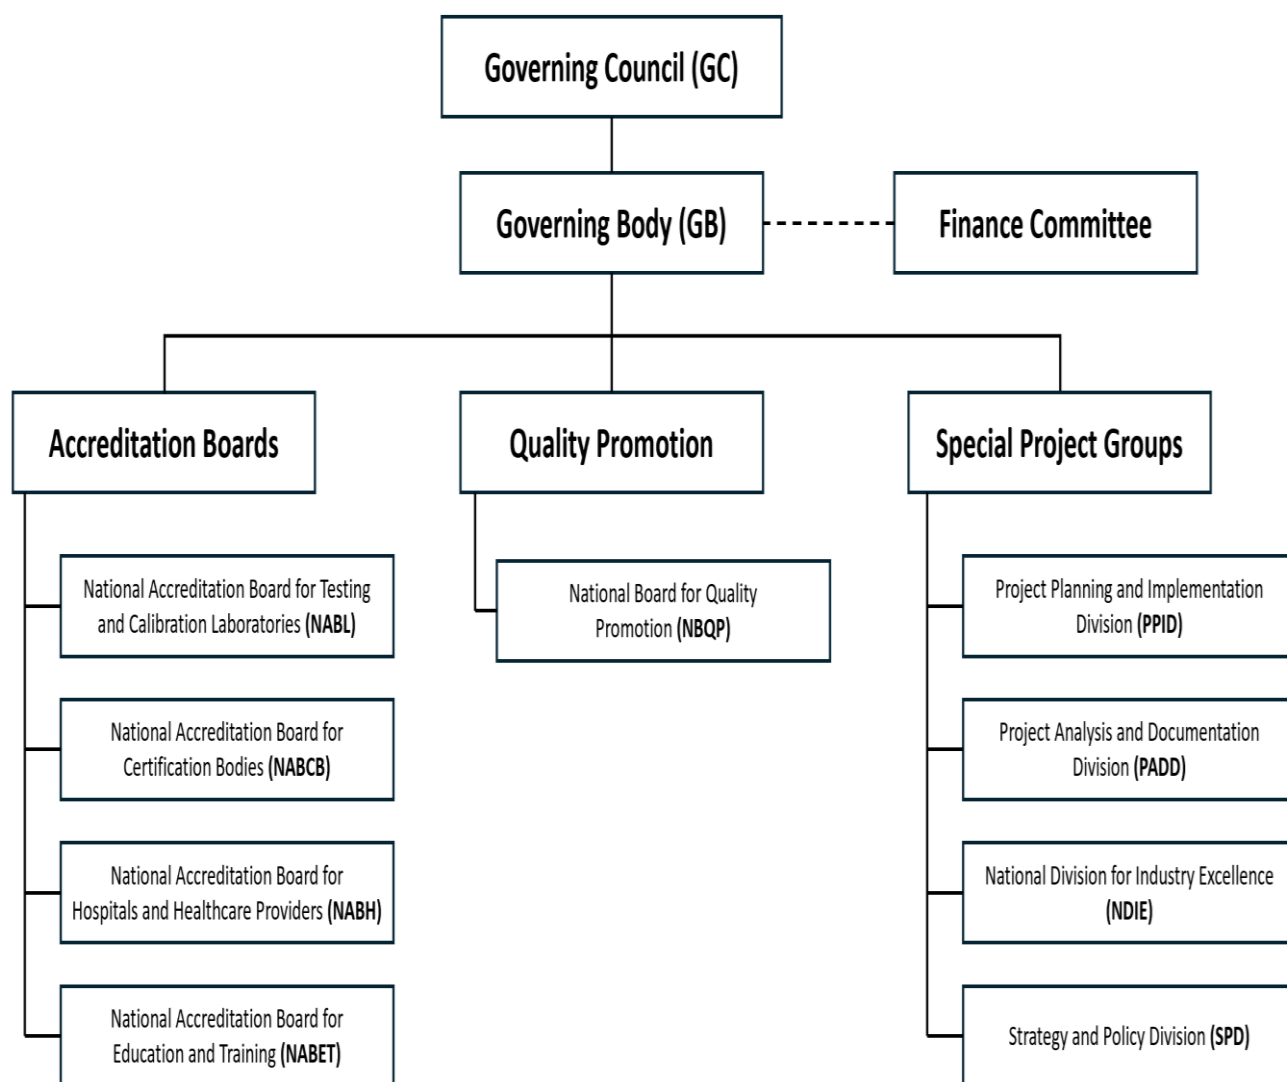 Governing Council (GC)
Governing Body (GB)
Finance Committee
Accreditation Boards
National Accreditation Board for Testing
and Calibration Laboratories (NABL)
National Accreditation Board for
Certification Bodies (NABCB)
National Accreditation Board for
Hospitals and Healthcare Providers (NABH)
National Accreditation Board for
Education and Training (NABET)
Quality Promotion
National Board for Quality
Promotion (NBQP)
Special Project Groups
Project Planning and Implementation
Division (PPID)
Project Analysis and Documentation
Division (PADD)
National Division for Industry Excellence
(NDIE)
Strategy and Policy Division (SPD)